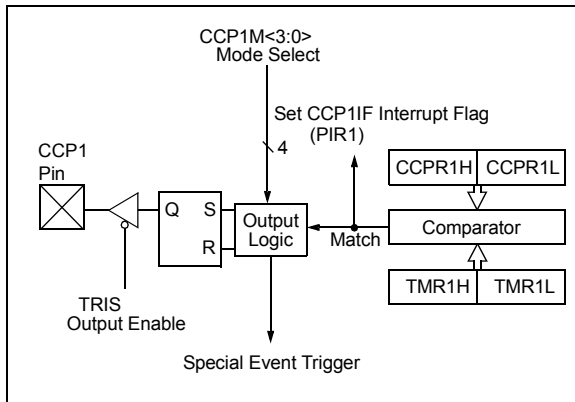 CCP1M<3:0>
Mode Select
Set CCP1IF Interrupt Flag
(PIR1)
4
CCP1
Pin
CCPR1H CCPR1L
Q S
R
Output
Logic
Match
Comparator
TRIS
Output Enable
TMR1H TMR1L
Special Event Trigger